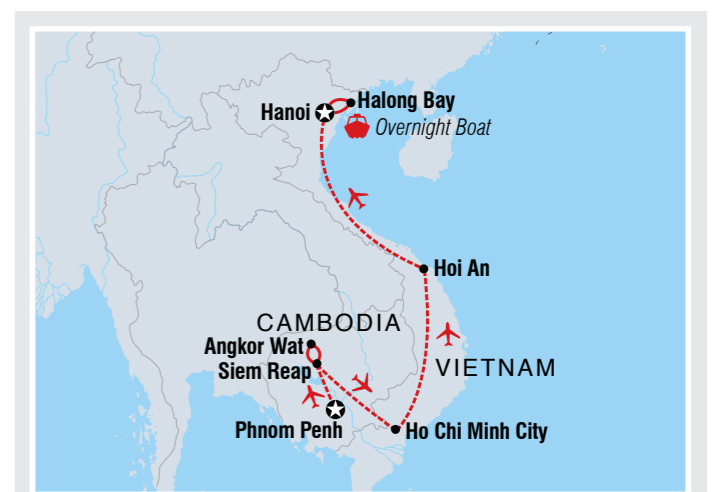 Halong Bay
Hanoi
Overnight Boat
Hoi An
CAMBODIA
Angkor Wat
Siem Reap
VIETNAM
Phnom Penh
Ho Chi Minh City